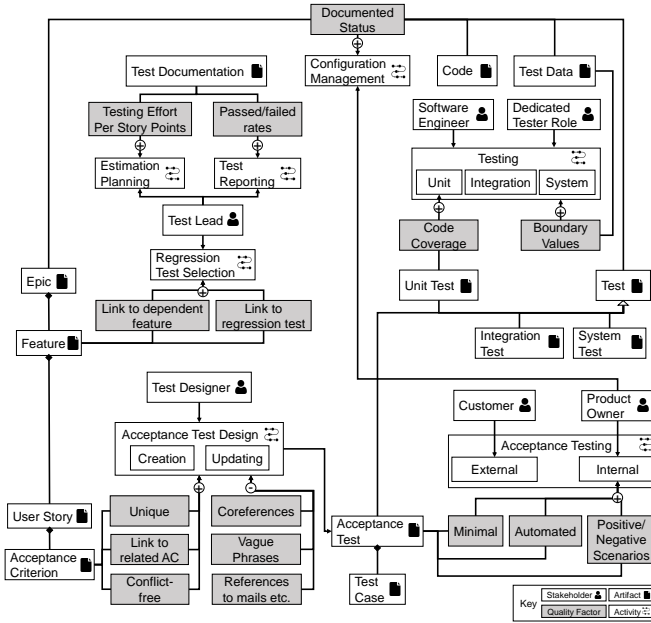 Documented
Status
Test Documentation
Configuration
Management
Code
Test Data
Testing Effort
Per Story Points
Passed/failed
rates
Software
Engineer
Dedicated
Tester Role
Estimation
Planning
Test
Reporting
Testing
Unit
Integration
System
Test Lead
Code
Coverage
Boundary
Values
Regression
Test Selection
Epic
Unit Test
Test
Link to dependent
feature
Link to
regression test
Feature
Integration
Test
System
Test
Test Designer
Customer
Product
Owner
Acceptance Test Design
Creation
Updating
Acceptance Testing
External
Internal
User Story
Unique
Coreferences
Acceptance
Test
Minimal
Automated
Positive/
Negative
Scenarios
Acceptance
Criterion
Link to
related AC
Vague
Phrases
Conflict-
free
References
to mails etc.
Test
Case
Key
Stakeholder
Artifact
Quality Factor
Activity